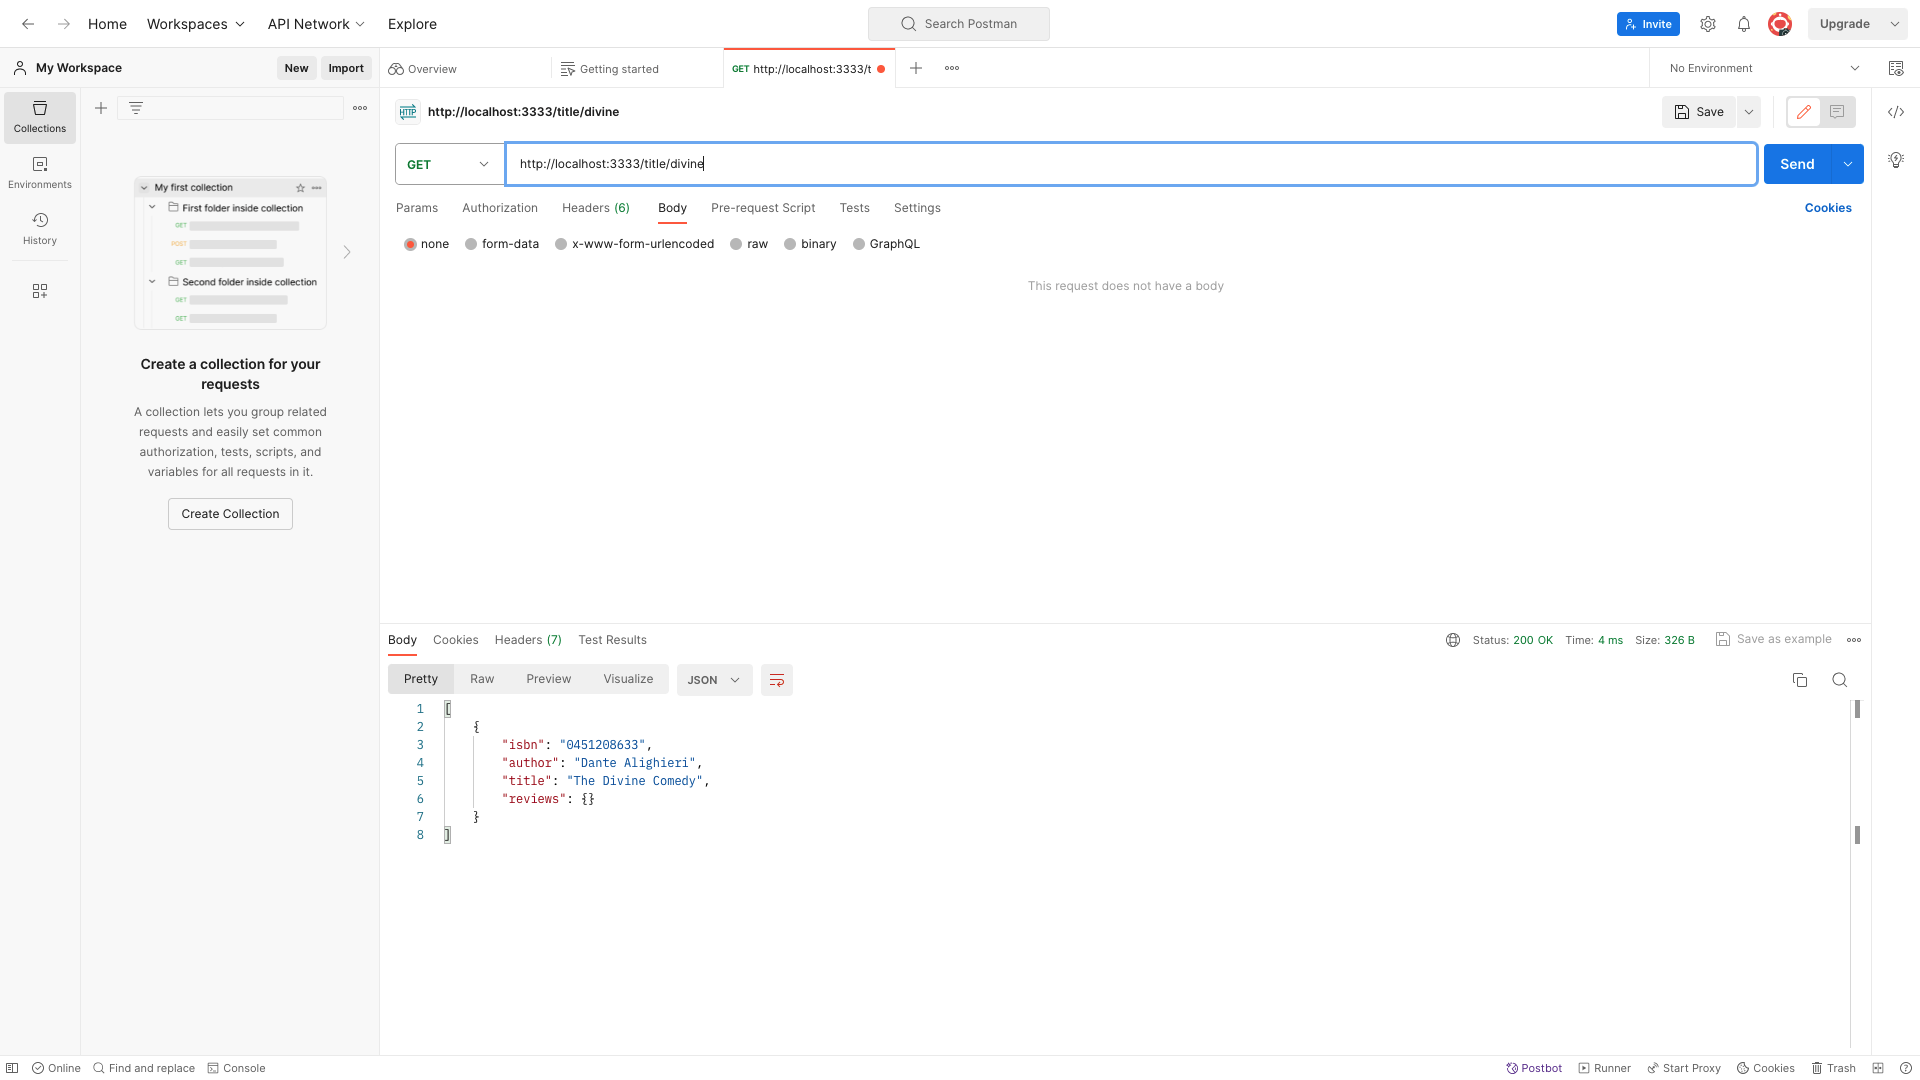 Home Workspaces API Network Explore Search Postman Invite Upgrade
My Workspace New Import Overview Getting started GET http://localhost:3333/t No Environment
http://localhost:3333/title/divine Save
Collections
GET http://localhost:3333/title/divine Send
Environments
Params Authorization Headers (6) Body Pre-request Script Tests Settings Cookies
History
none form-data x-www-form-urlencoded raw binary GraphQL
This request does not have a body
My first collection
First folder inside collection
GET
POST
GET
Second folder inside collection
GET
GET
Create a collection for your
requests
A collection lets you group related
requests and easily set common
authorization, tests, scripts, and
variables for all requests in it.
Create Collection
Body Cookies Headers (7) Test Results Status: 200 OK Time: 4 ms Size: 326 B Save as example
Pretty Raw Preview Visualize JSON
1 [
2 {
3 "isbn": "0451208633",
4 "author": "Dante Alighieri",
5 "title": "The Divine Comedy",
6 "reviews": {}
7 }
8 ]
Online Find and replace Console Postbot Runner Start Proxy Cookies Trash